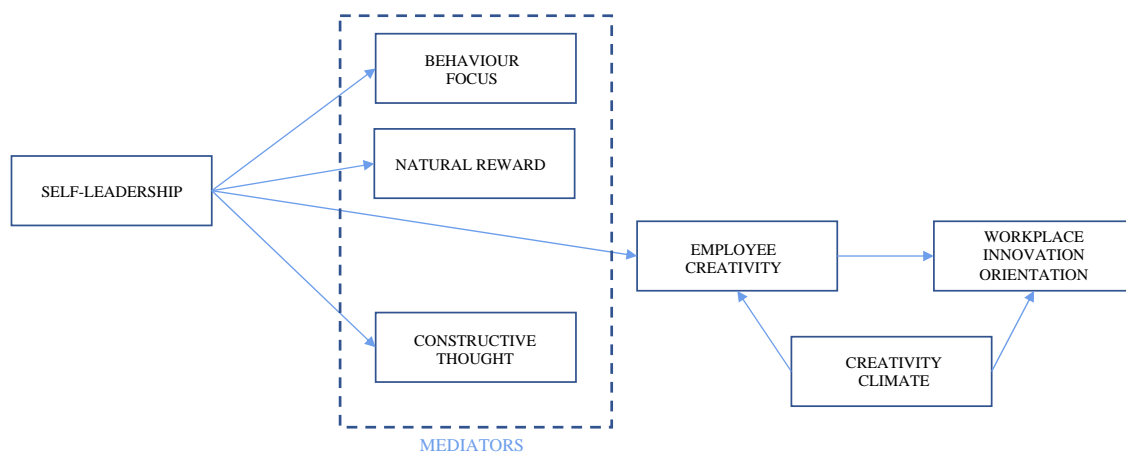 BEHAVIOUR
FOCUS
NATURAL REWARD
SELF-LEADERSHIP
EMPLOYEE
CREATIVITY
WORKPLACE
INNOVATION
ORIENTATION
CONSTRUCTIVE
THOUGHT
CREATIVITY
CLIMATE
MEDIATORS